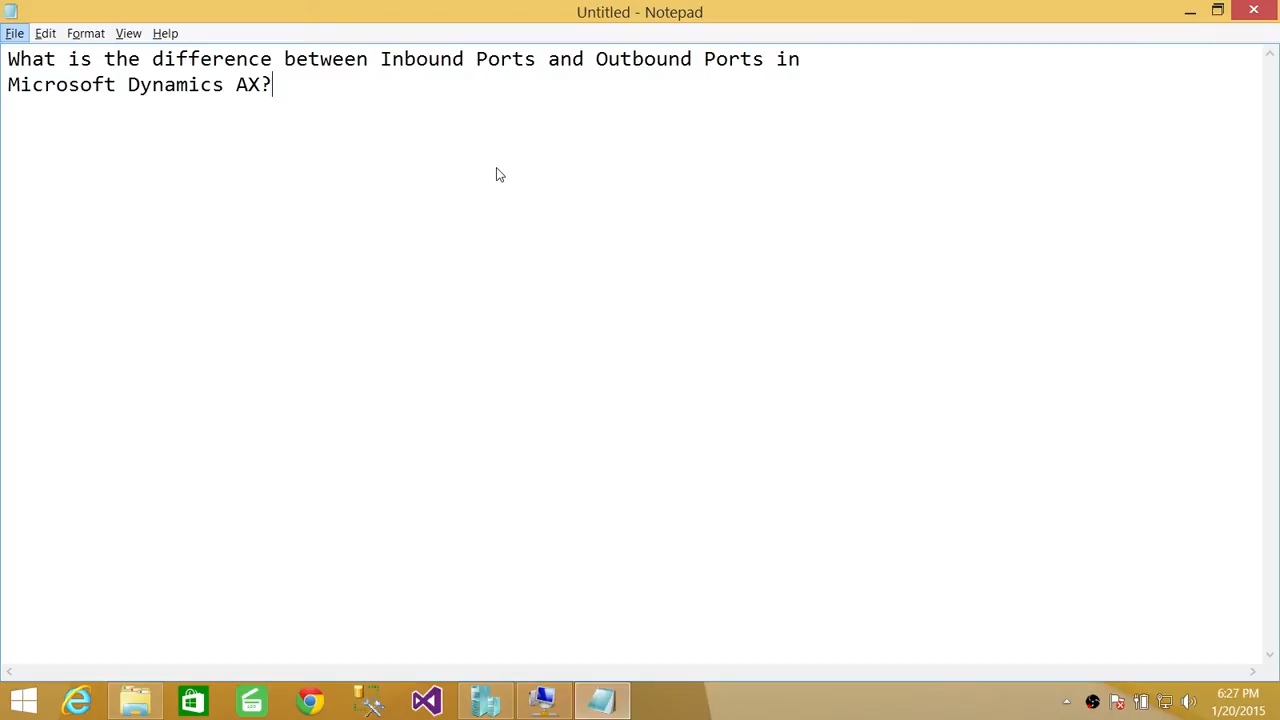 Untitled - Notepad
File Edit Format View Help
What is the difference between Inbound Ports and Outbound Ports in
Microsoft Dynamics AX?
6:27 PM
1/20/2015